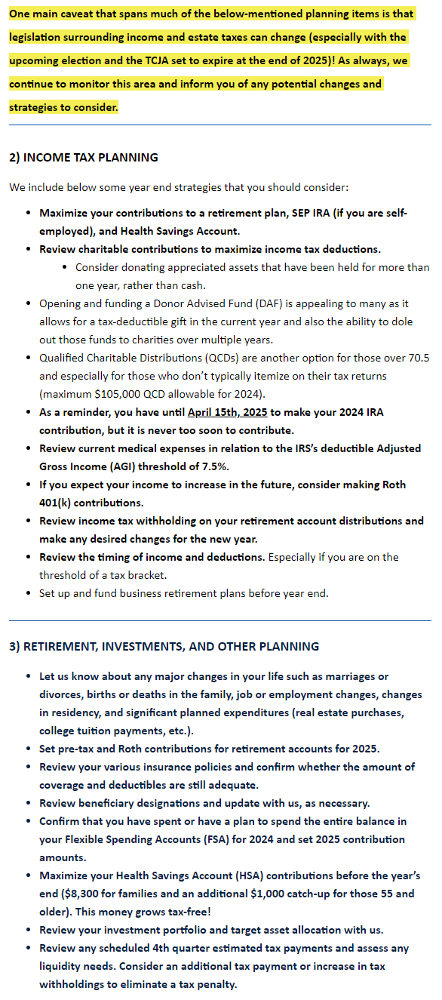 One main caveat that spans much of the below-mentioned planning items is that
legislation surrounding income and estate taxes can change (especially with the
upcoming election and the TCJA set to expire at the end of 2025)! As always, we
continue to monitor this area and inform you of any potential changes and
strategies to consider.
2) INCOME TAX PLANNING
We include below some year end strategies that you should consider:
• Maximize your contributions to a retirement plan, SEP IRA (if you are self-
employed), and Health Savings Account.
• Review charitable contributions to maximize income tax deductions.
• Consider donating appreciated assets that have been held for more than
one year, rather than cash.
• Opening and funding a Donor Advised Fund (DAF) is appealing to many as it
allows for a tax-deductible gift in the current year and also the ability to dole
out those funds to charities over multiple years.
• Qualified Charitable Distributions (QCDs) are another option for those over 70.5
and especially for those who don’t typically itemize on their tax returns
(maximum $105,000 QCD allowable for 2024).
• As a reminder, you have until April 15th, 2025 to make your 2024 IRA
contribution, but it is never too soon to contribute.
• Review current medical expenses in relation to the IRS’s deductible Adjusted
Gross Income (AGI) threshold of 7.5%.
• If you expect your income to increase in the future, consider making Roth
401(k) contributions.
• Review income tax withholding on your retirement account distributions and
make any desired changes for the new year.
• Review the timing of income and deductions. Especially if you are on the
threshold of a tax bracket.
• Set up and fund business retirement plans before year end.
3) RETIREMENT, INVESTMENTS, AND OTHER PLANNING
• Let us know about any major changes in your life such as marriages or
divorces, births or deaths in the family, job or employment changes, changes
in residency, and significant planned expenditures (real estate purchases,
college tuition payments, etc.).
• Set pre-tax and Roth contributions for retirement accounts for 2025.
• Review your various insurance policies and confirm whether the amount of
coverage and deductibles are still adequate.
• Review beneficiary designations and update with us, as necessary.
• Confirm that you have spent or have a plan to spend the entire balance in
your Flexible Spending Accounts (FSA) for 2024 and set 2025 contribution
amounts.
• Maximize your Health Savings Account (HSA) contributions before the year’s
end ($8,300 for families and an additional $1,000 catch-up for those 55 and
older). This money grows tax-free!
• Review your investment portfolio and target asset allocation with us.
• Review any scheduled 4th quarter estimated tax payments and assess any
liquidity needs. Consider an additional tax payment or increase in tax
withholdings to eliminate a tax penalty.